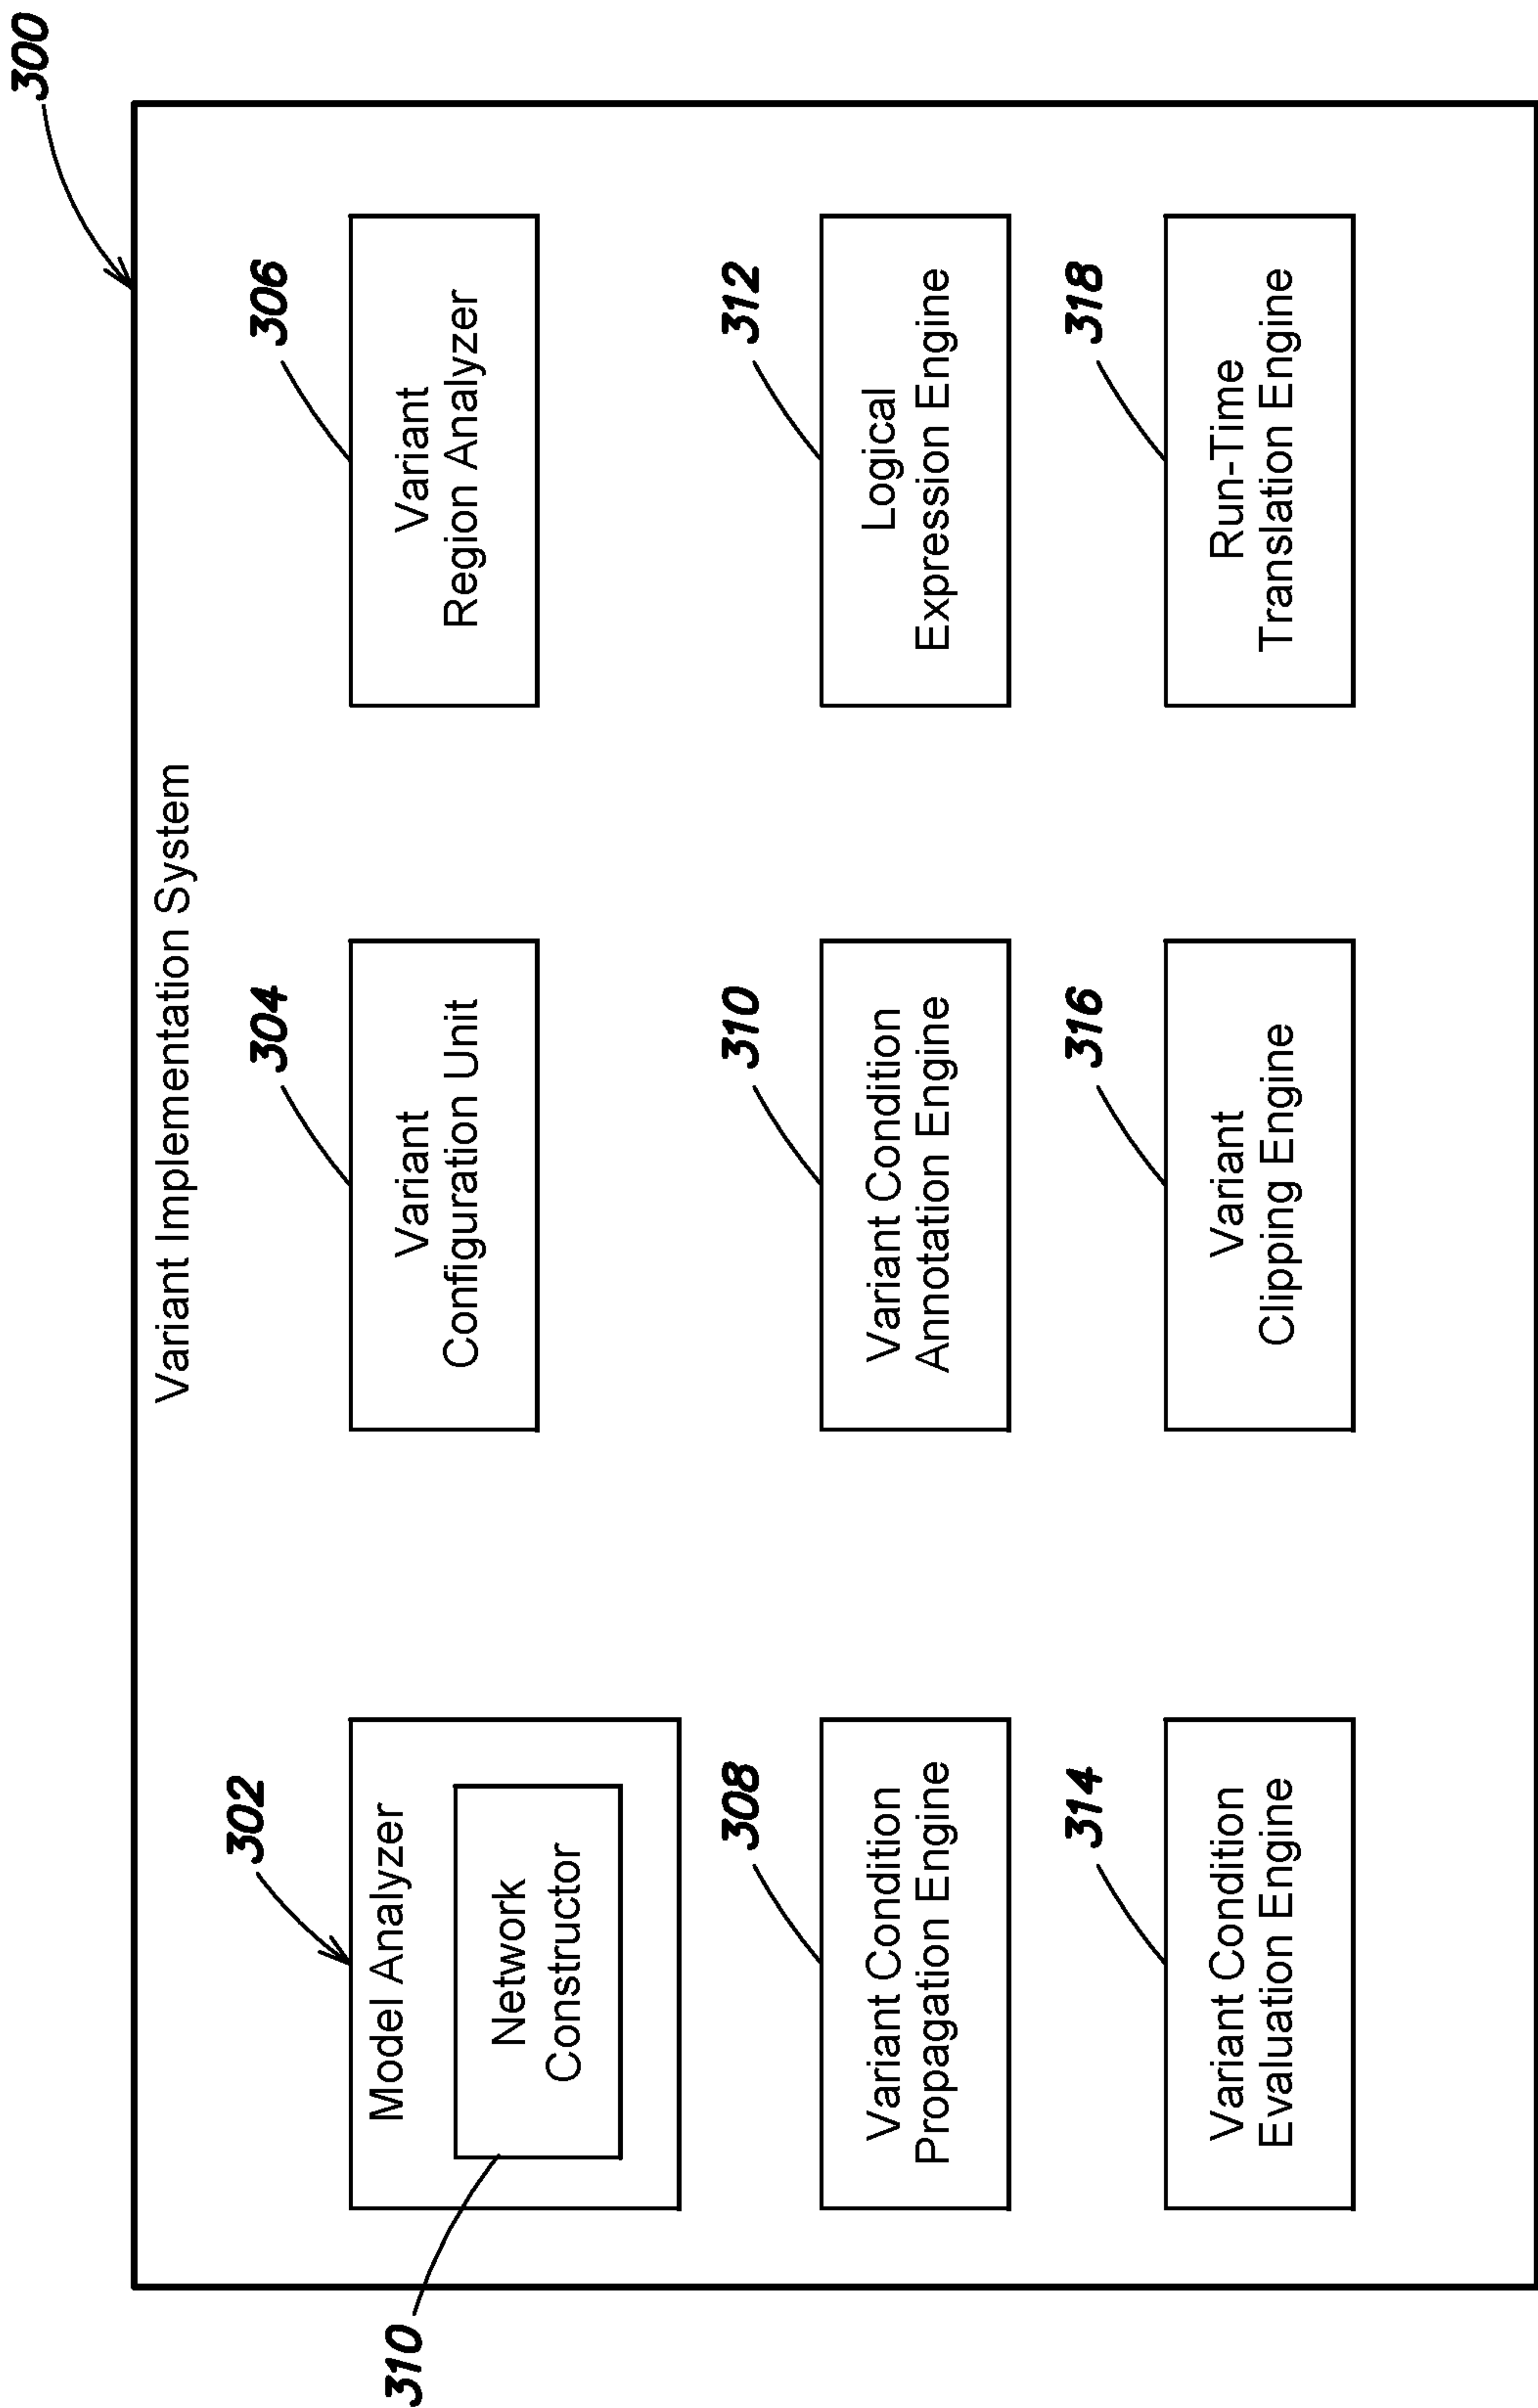 300
Variant Implementation System
302
Model Analyzer
Network
Constructor
310
304
Variant
Configuration Unit
306
Variant
Region Analyzer
308
Variant Condition
Propagation Engine
310
Variant Condition
Annotation Engine
312
Logical
Expression Engine
314
Variant Condition
Evaluation Engine
316
Variant
Clipping Engine
318
Run-Time
Translation Engine